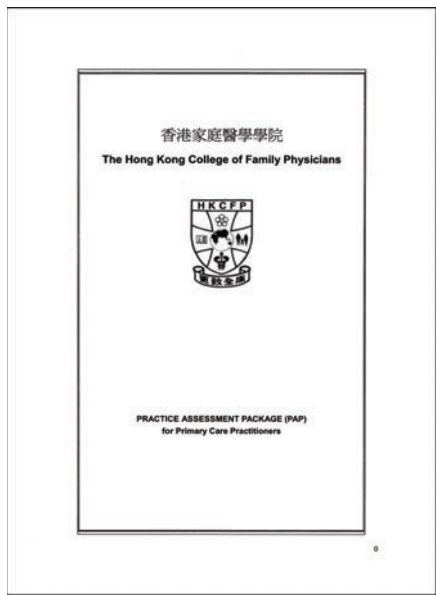 香港家庭醫學學院
The Hong Kong College of Family Physicians
HKCFP
PRACTICE ASSESSMENT PACKAGE (PAP)
for Primary Care Practitioners
0